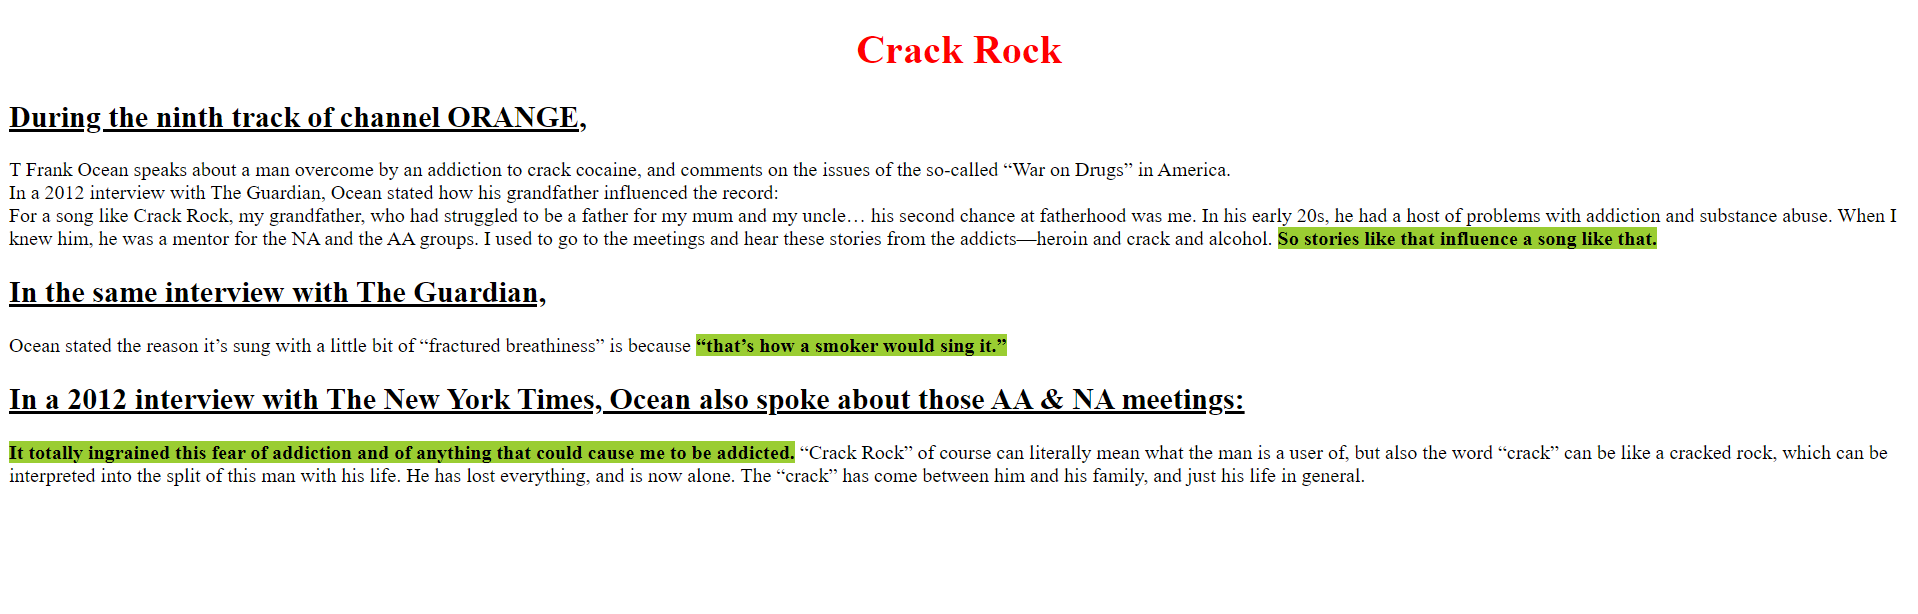 Crack Rock
During the ninth track of channel ORANGE,
T Frank Ocean speaks about a man overcome by an addiction to crack cocaine, and comments on the issues of the so-called “War on Drugs” in America.
In a 2012 interview with The Guardian, Ocean stated how his grandfather influenced the record:
For a song like Crack Rock, my grandfather, who had struggled to be a father for my mum and my uncle… his second chance at fatherhood was me. In his early 20s, he had a host of problems with addiction and substance abuse. When I
knew him, he was a mentor for the NA and the AA groups. I used to go to the meetings and hear these stories from the addicts—heroin and crack and alcohol. So stories like that influence a song like that.
In the same interview with The Guardian,
Ocean stated the reason it’s sung with a little bit of “fractured breathiness” is because “that’s how a smoker would sing it.”
In a 2012 interview with The New York Times, Ocean also spoke about those AA & NA meetings:
It totally ingrained this fear of addiction and of anything that could cause me to be addicted. “Crack Rock” of course can literally mean what the man is a user of, but also the word “crack” can be like a cracked rock, which can be
interpreted into the split of this man with his life. He has lost everything, and is now alone. The “crack” has come between him and his family, and just his life in general.